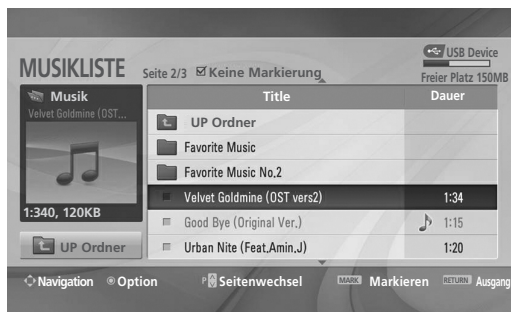 USB Device
MUSIKLISTE Seite 2/3 Keine Markierung Freier Platz 150MB
Musik Title Dauer
Velvet Goldmine (OST...
UP Ordner
Favorite Music
Favorite Music No.2
Velvet Goldmine (OST vers2) 1:34
1:340, 120KB
Good Bye (Original Ver.) 1:15
UP Ordner Urban Nite (Feat.Amin.J) 1:20
Navigation Option P Seitenwechsel MARK Markieren RETURN Ausgang